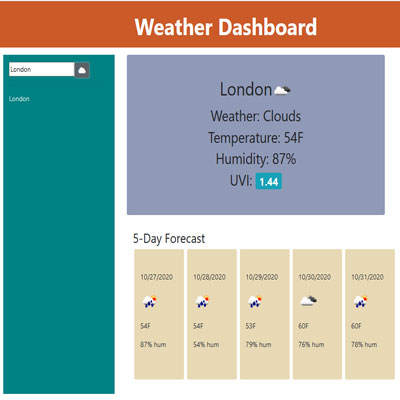 Weather Dashboard
London
London
London
Weather: Clouds
Temperature: 54F
Humidity: 87%
UVI: 1.44
5-Day Forecast
10/27/2020 10/28/2020 10/29/2020 10/30/2020 10/31/2020
54F 54F 53F 60F 60F
87% hum 54% hum 79% hum 76% hum 78% hum